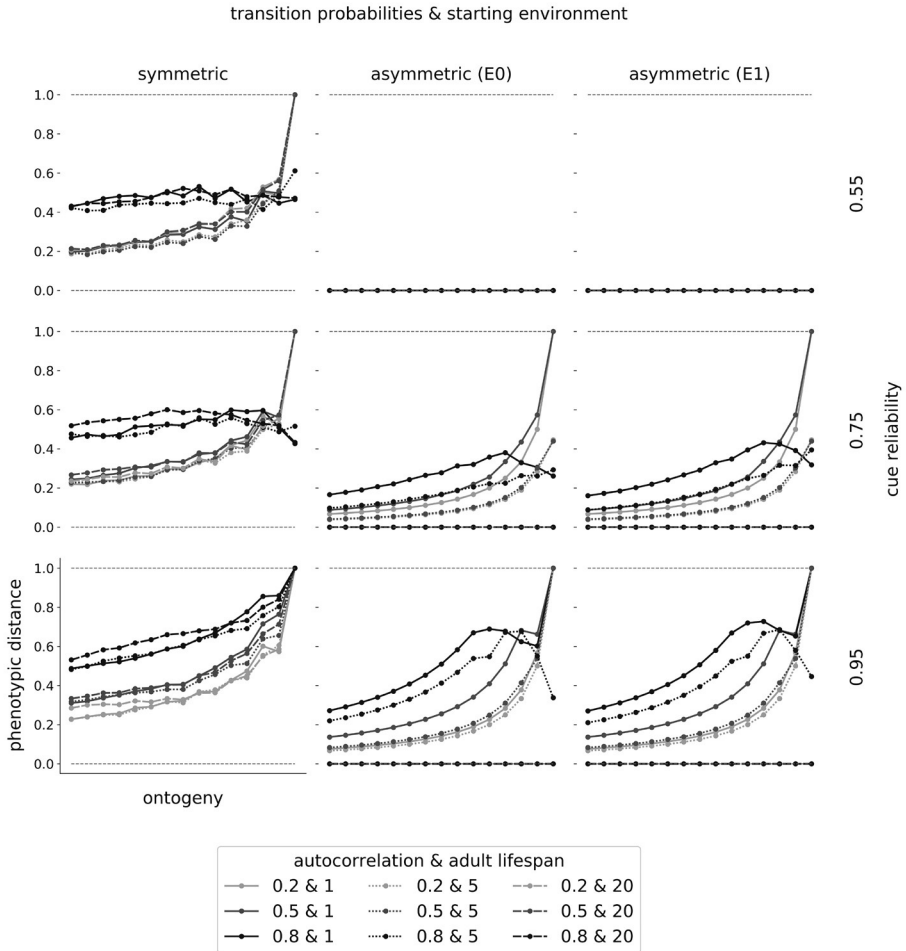 transition probabilities & starting environment
symmetric
asymmetric (E0)
asymmetric (E1)
1.0
0.8
0.6
0.4
0.2
0.0
0.55
1.0
0.8
0.6
0.4
0.2
0.0
0.75
cue reliability
1.0
0.8
0.6
0.4
0.2
0.0
0.95
phenotypic distance
ontogeny
autocorrelation & adult lifespan
0.2 & 1 0.2 & 5 0.2 & 20
0.5 & 1 0.5 & 5 0.5 & 20
0.8 & 1 0.8 & 5 0.8 & 20